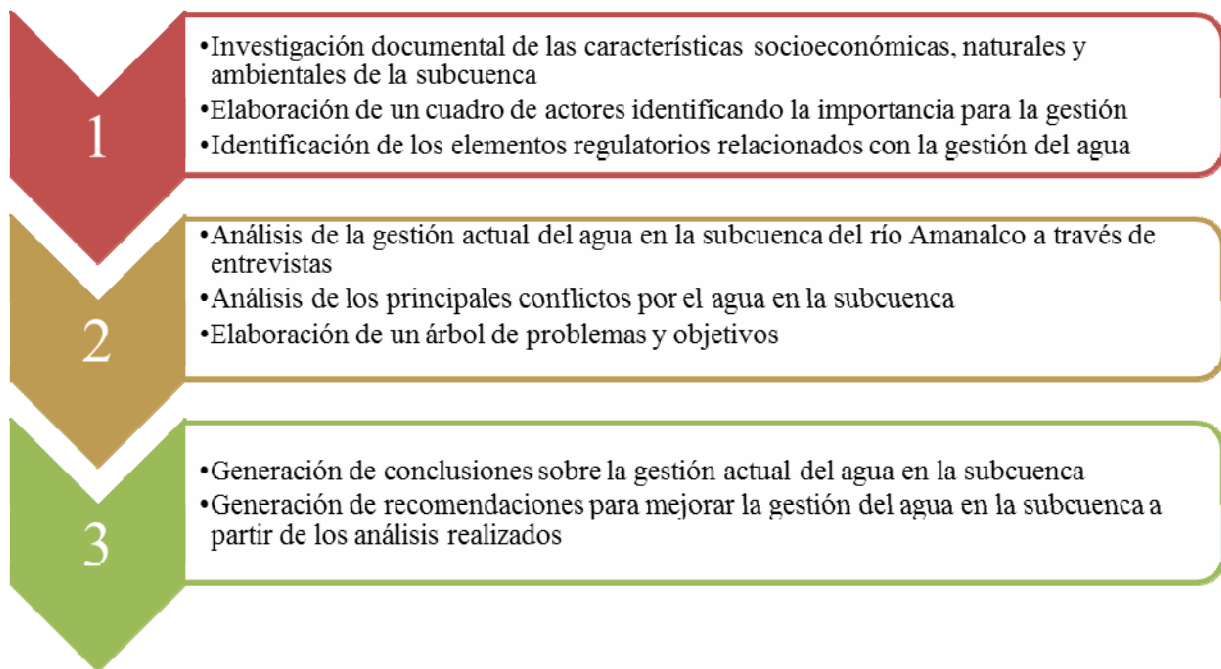 1
•Investigación documental de las características socioeconómicas, naturales y
ambientales de la subcuenca
•Elaboración de un cuadro de actores identificando la importancia para la gestión
•Identificación de los elementos regulatorios relacionados con la gestión del agua
2
•Análisis de la gestión actual del agua en la subcuenca del río Amanalco a través de
entrevistas
•Análisis de los principales conflictos por el agua en la subcuenca
•Elaboración de un árbol de problemas y objetivos
3
•Generación de conclusiones sobre la gestión actual del agua en la subcuenca
•Generación de recomendaciones para mejorar la gestión del agua en la subcuenca a
partir de los análisis realizados